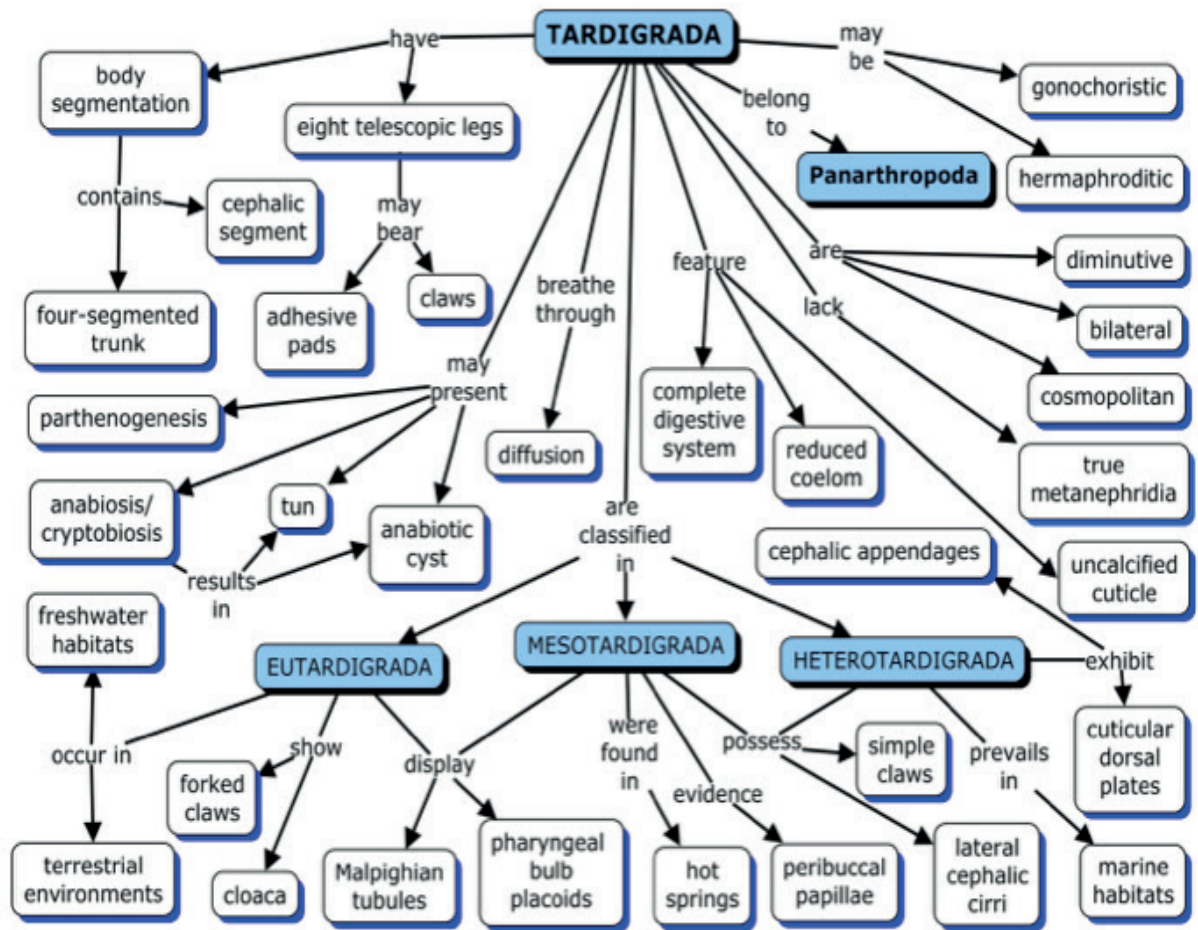 TARDIGRADA
have
may
be
body
segmentation
gonochoristic
belong
to
eight telescopic legs
Panarthropoda
hermaphroditic
contains
cephalic
segment
may
bear
feature
are
diminutive
breathe
through
claws
lack
bilateral
four-segmented
trunk
adhesive
pads
may
present
complete
digestive
system
cosmopolitan
parthenogenesis
diffusion
reduced
coelom
true
metanephridia
anabiosis/
cryptobiosis
tun
anabiotic
cyst
are
classified
in
cephalic appendages
results
in
uncalcified
cuticle
freshwater
habitats
EUTARDIGRADA
MESOTARDIGRADA
HETEROTARDIGRADA
exhibit
occur in
show
display
were
found
in
possess
simple
claws
prevails
in
cuticular
dorsal
plates
forked
claws
evidence
terrestrial
environments
cloaca
Malpighian
tubules
pharyngeal
bulb
placoids
hot
springs
peribuccal
papillae
lateral
cephalic
cirri
marine
habitats